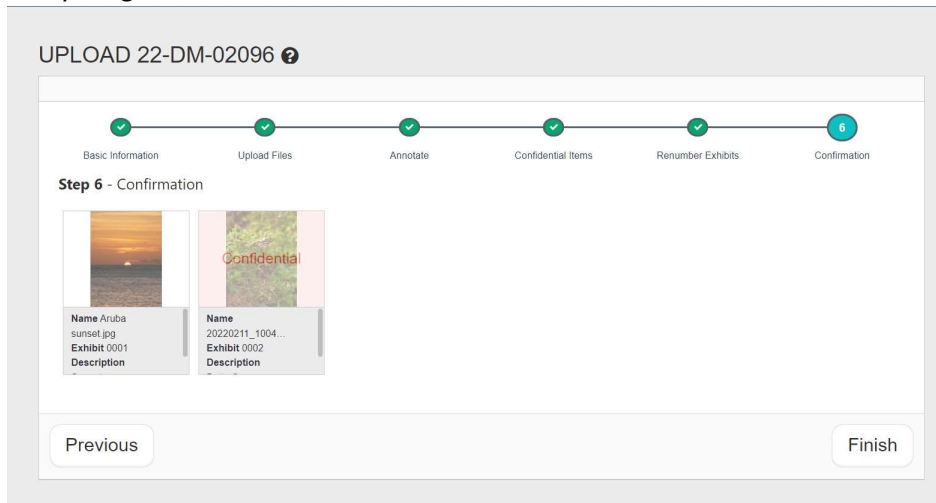 UPLOAD 22-DM-02096 ?
6
Basic Information
Upload Files
Annotate
Confidential Items
Renumber Exhibits
Confirmation
Step 6 - Confirmation
Confidential
Name Aruba
sunset.jpg
Exhibit 0001
Description
Name
20220211_1004...
Exhibit 0002
Description
Previous
Finish